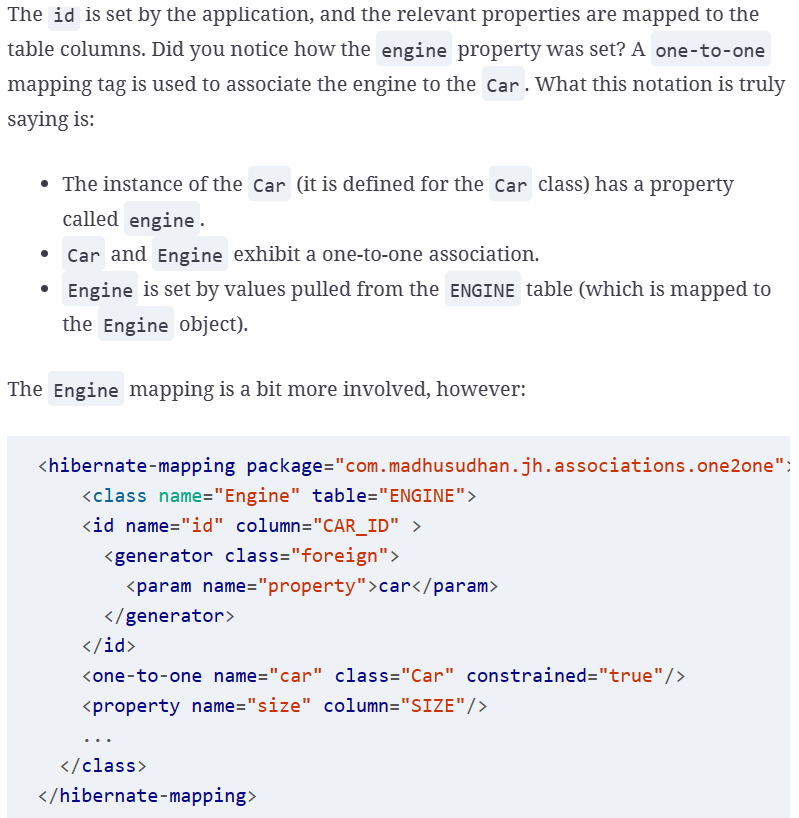 The id is set by the application, and the relevant properties are mapped to the
table columns. Did you notice how the engine property was set? A one-to-one
mapping tag is used to associate the engine to the Car. What this notation is truly
saying is:
• The instance of the Car (it is defined for the Car class) has a property
called engine.
• Car and Engine exhibit a one-to-one association.
• Engine is set by values pulled from the ENGINE table (which is mapped to
the Engine object).
The Engine mapping is a bit more involved, however:
<hibernate-mapping package="com.madhusudhan.jh.associations.one2one">
    <class name="Engine" table="ENGINE">
    <id name="id" column="CAR_ID" >
      <generator class="foreign">
        <param name="property">car</param>
      </generator>
    </id>
    <one-to-one name="car" class="Car" constrained="true"/>
    <property name="size" column="SIZE"/>
    ...
  </class>
</hibernate-mapping>